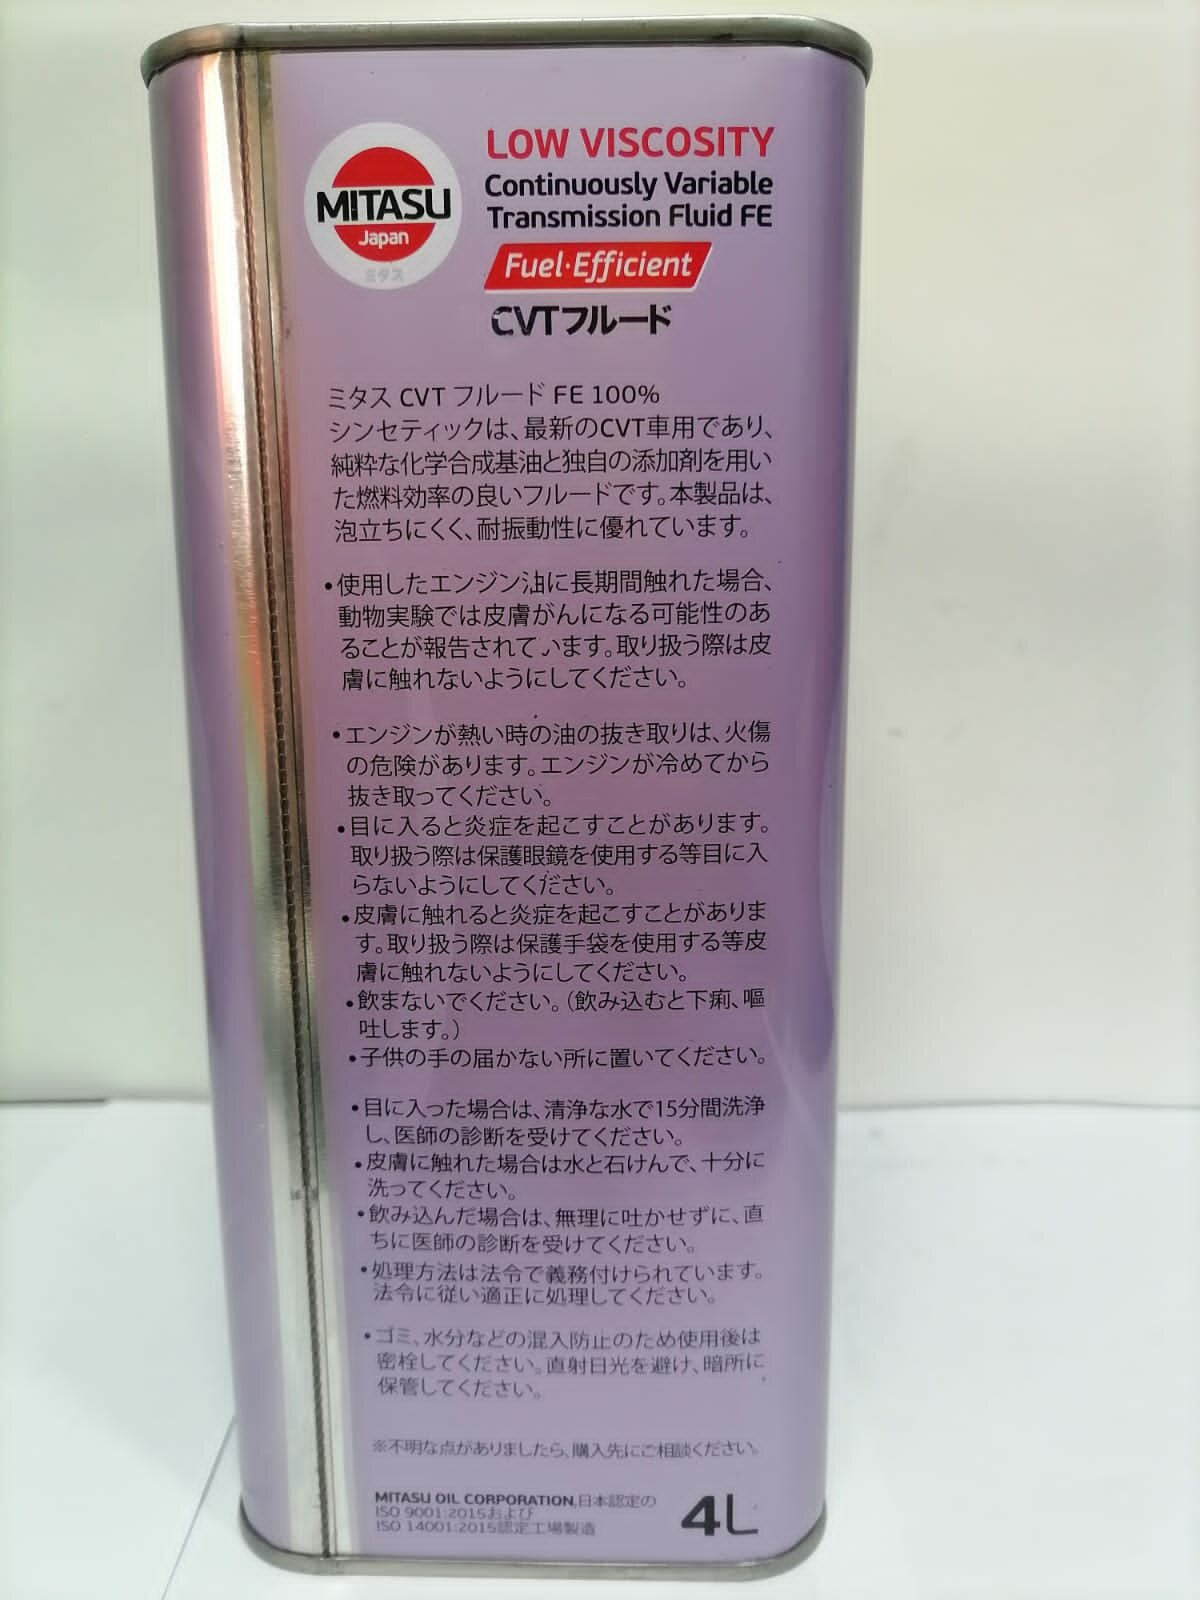 MITASU
Japan
ミタス
LOW VISCOSITY
Continuously Variable
Transmission Fluid FE
Fuel·Efficient
CVTフルード
ミタス CVT フルード FE 100%
シンセティックは、最新のCVT車用であり、
純粋な化学合成基油と独自の添加剤を用い
た燃料効率の良いフルードです。本製品は、
泡立ちにくく、耐振動性に優れています。
•使用したエンジン油に長期間触れた場合、
動物実験では皮膚がんになる可能性のあ
ることが報告されています。取り扱う際は皮
膚に触れないようにしてください。
•エンジンが熱い時の油の抜き取りは、火傷
の危険があります。エンジンが冷めてから
抜き取ってください。
•目に入ると炎症を起こすことがあります。
取り扱う際は保護眼鏡を使用する等目に入
らないようにしてください。
•皮膚に触れると炎症を起こすことがありま
す。取り扱う際は保護手袋を使用する等皮
膚に触れないようにしてください。
•飲まないでください。（飲み込むと下痢、嘔
吐します。）
•子供の手の届かない所に置いてください。
•目に入った場合は、清浄な水で15分間洗浄
し、医師の診断を受けてください。
•皮膚に触れた場合は水と石けんで、十分に
洗ってください。
•飲み込んだ場合は、無理に吐かせずに、直
ちに医師の診断を受けてください。
•処理方法は法令で義務付けられています。
法令に従い適正に処理してください。
•ゴミ、水分などの混入防止のため使用後は
密栓してください。直射日光を避け、暗所に
保管してください。
※不明な点がありましたら、購入先にご相談ください。
MITASU OIL CORPORATION,日本認定の
ISO 9001:2015および
ISO 14001:2015認定工場製造
4L